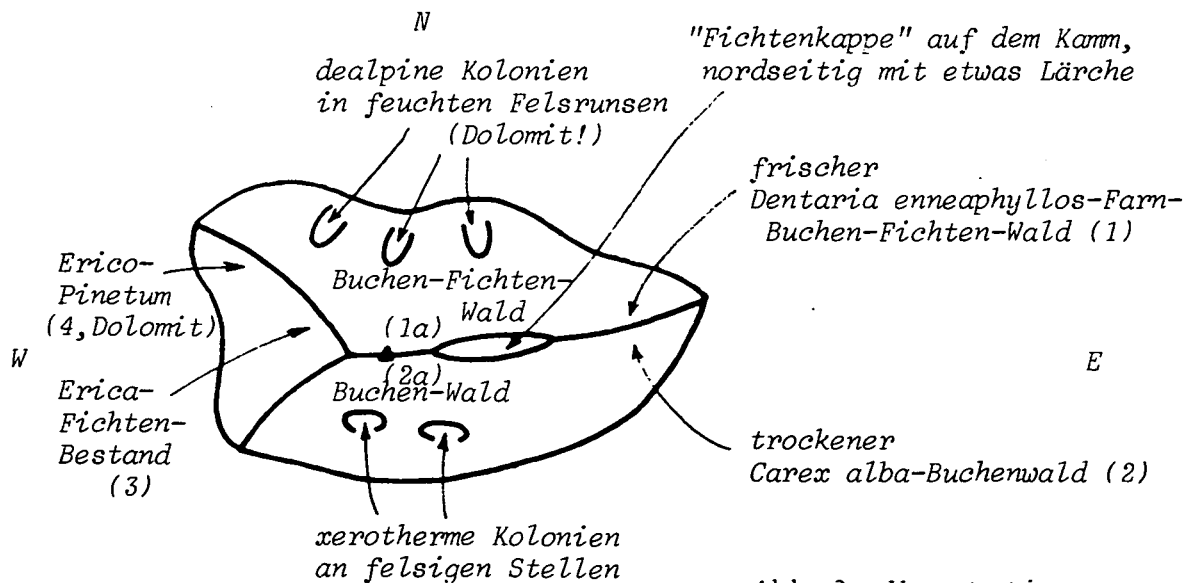 N
"Fichtenkappe" auf dem Kamm,
nordseitig mit etwas Lärche
dealpine Kolonien
in feuchten Felsrunsen
(Dolomit!)
frischer
Dentaria enneaphyllos-Farn-
Buchen-Fichten-Wald (1)
Erico-
Pinetum
(4,Dolomit)
Buchen-Fichten-
Wald
(1a)
W
(2a)
Buchen-Wald
E
Erica-
Fichten-
Bestand
(3)
trockener
Carex alba-Buchenwald (2)
xerotherme Kolonien
an felsigen Stellen